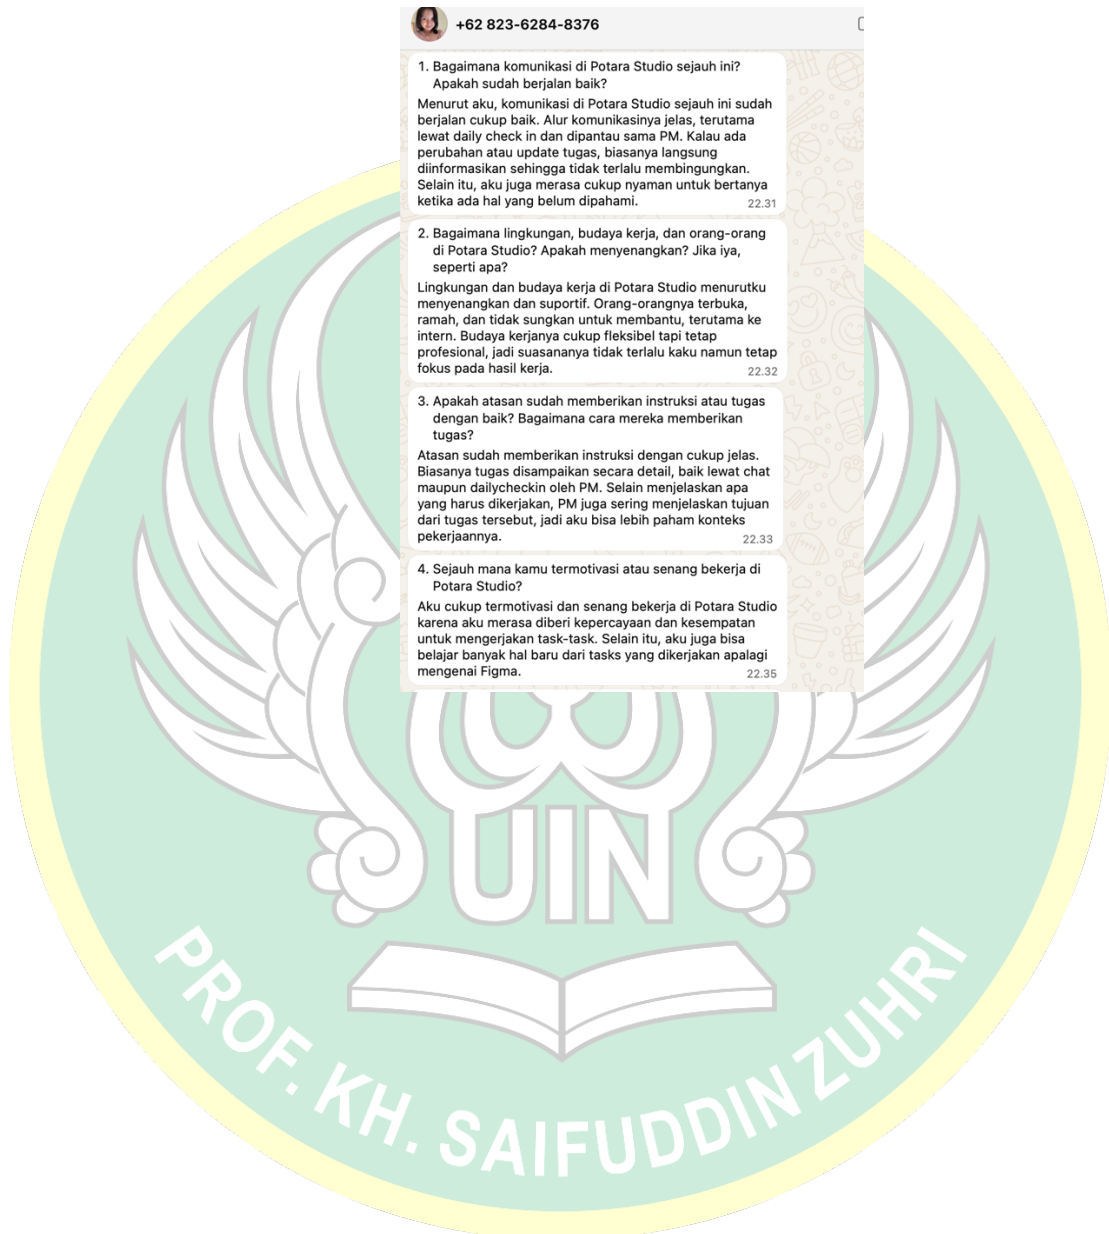 +62 823-6284-8376
1. Bagaimana komunikasi di Potara Studio sejauh ini?
Apakah sudah berjalan baik?
Menurut aku, komunikasi di Potara Studio sejauh ini sudah
berjalan cukup baik. Alur komunikasinya jelas, terutama
lewat daily check in dan dipantau sama PM. Kalau ada
perubahan atau update tugas, biasanya langsung
diinformasikan sehingga tidak terlalu membingungkan.
Selain itu, aku juga merasa cukup nyaman untuk bertanya
ketika ada hal yang belum dipahami.
22.31
2. Bagaimana lingkungan, budaya kerja, dan orang-orang
di Potara Studio? Apakah menyenangkan? Jika iya,
seperti apa?
Lingkungan dan budaya kerja di Potara Studio menurutku
menyenangkan dan suportif. Orang-orangnya terbuka,
ramah, dan tidak sungkan untuk membantu, terutama ke
intern. Budaya kerjanya cukup fleksibel tapi tetap
profesional, jadi suasananya tidak terlalu kaku namun tetap
fokus pada hasil kerja.
22.32
3. Apakah atasan sudah memberikan instruksi atau tugas
dengan baik? Bagaimana cara mereka memberikan
tugas?
Atasan sudah memberikan instruksi dengan cukup jelas.
Biasanya tugas disampaikan secara detail, baik lewat chat
maupun dailycheckin oleh PM. Selain menjelaskan apa
yang harus dikerjakan, PM juga sering menjelaskan tujuan
dari tugas tersebut, jadi aku bisa lebih paham konteks
pekerjaannya.
22.33
4. Sejauh mana kamu termotivasi atau senang bekerja di
Potara Studio?
Aku cukup termotivasi dan senang bekerja di Potara Studio
karena aku merasa diberi kepercayaan dan kesempatan
untuk mengerjakan task-task. Selain itu, aku juga bisa
belajar banyak hal baru dari tasks yang dikerjakan apalagi
mengenai Figma.
22.35
UIN
PROF. KH. SAIFUDDIN ZUHRI